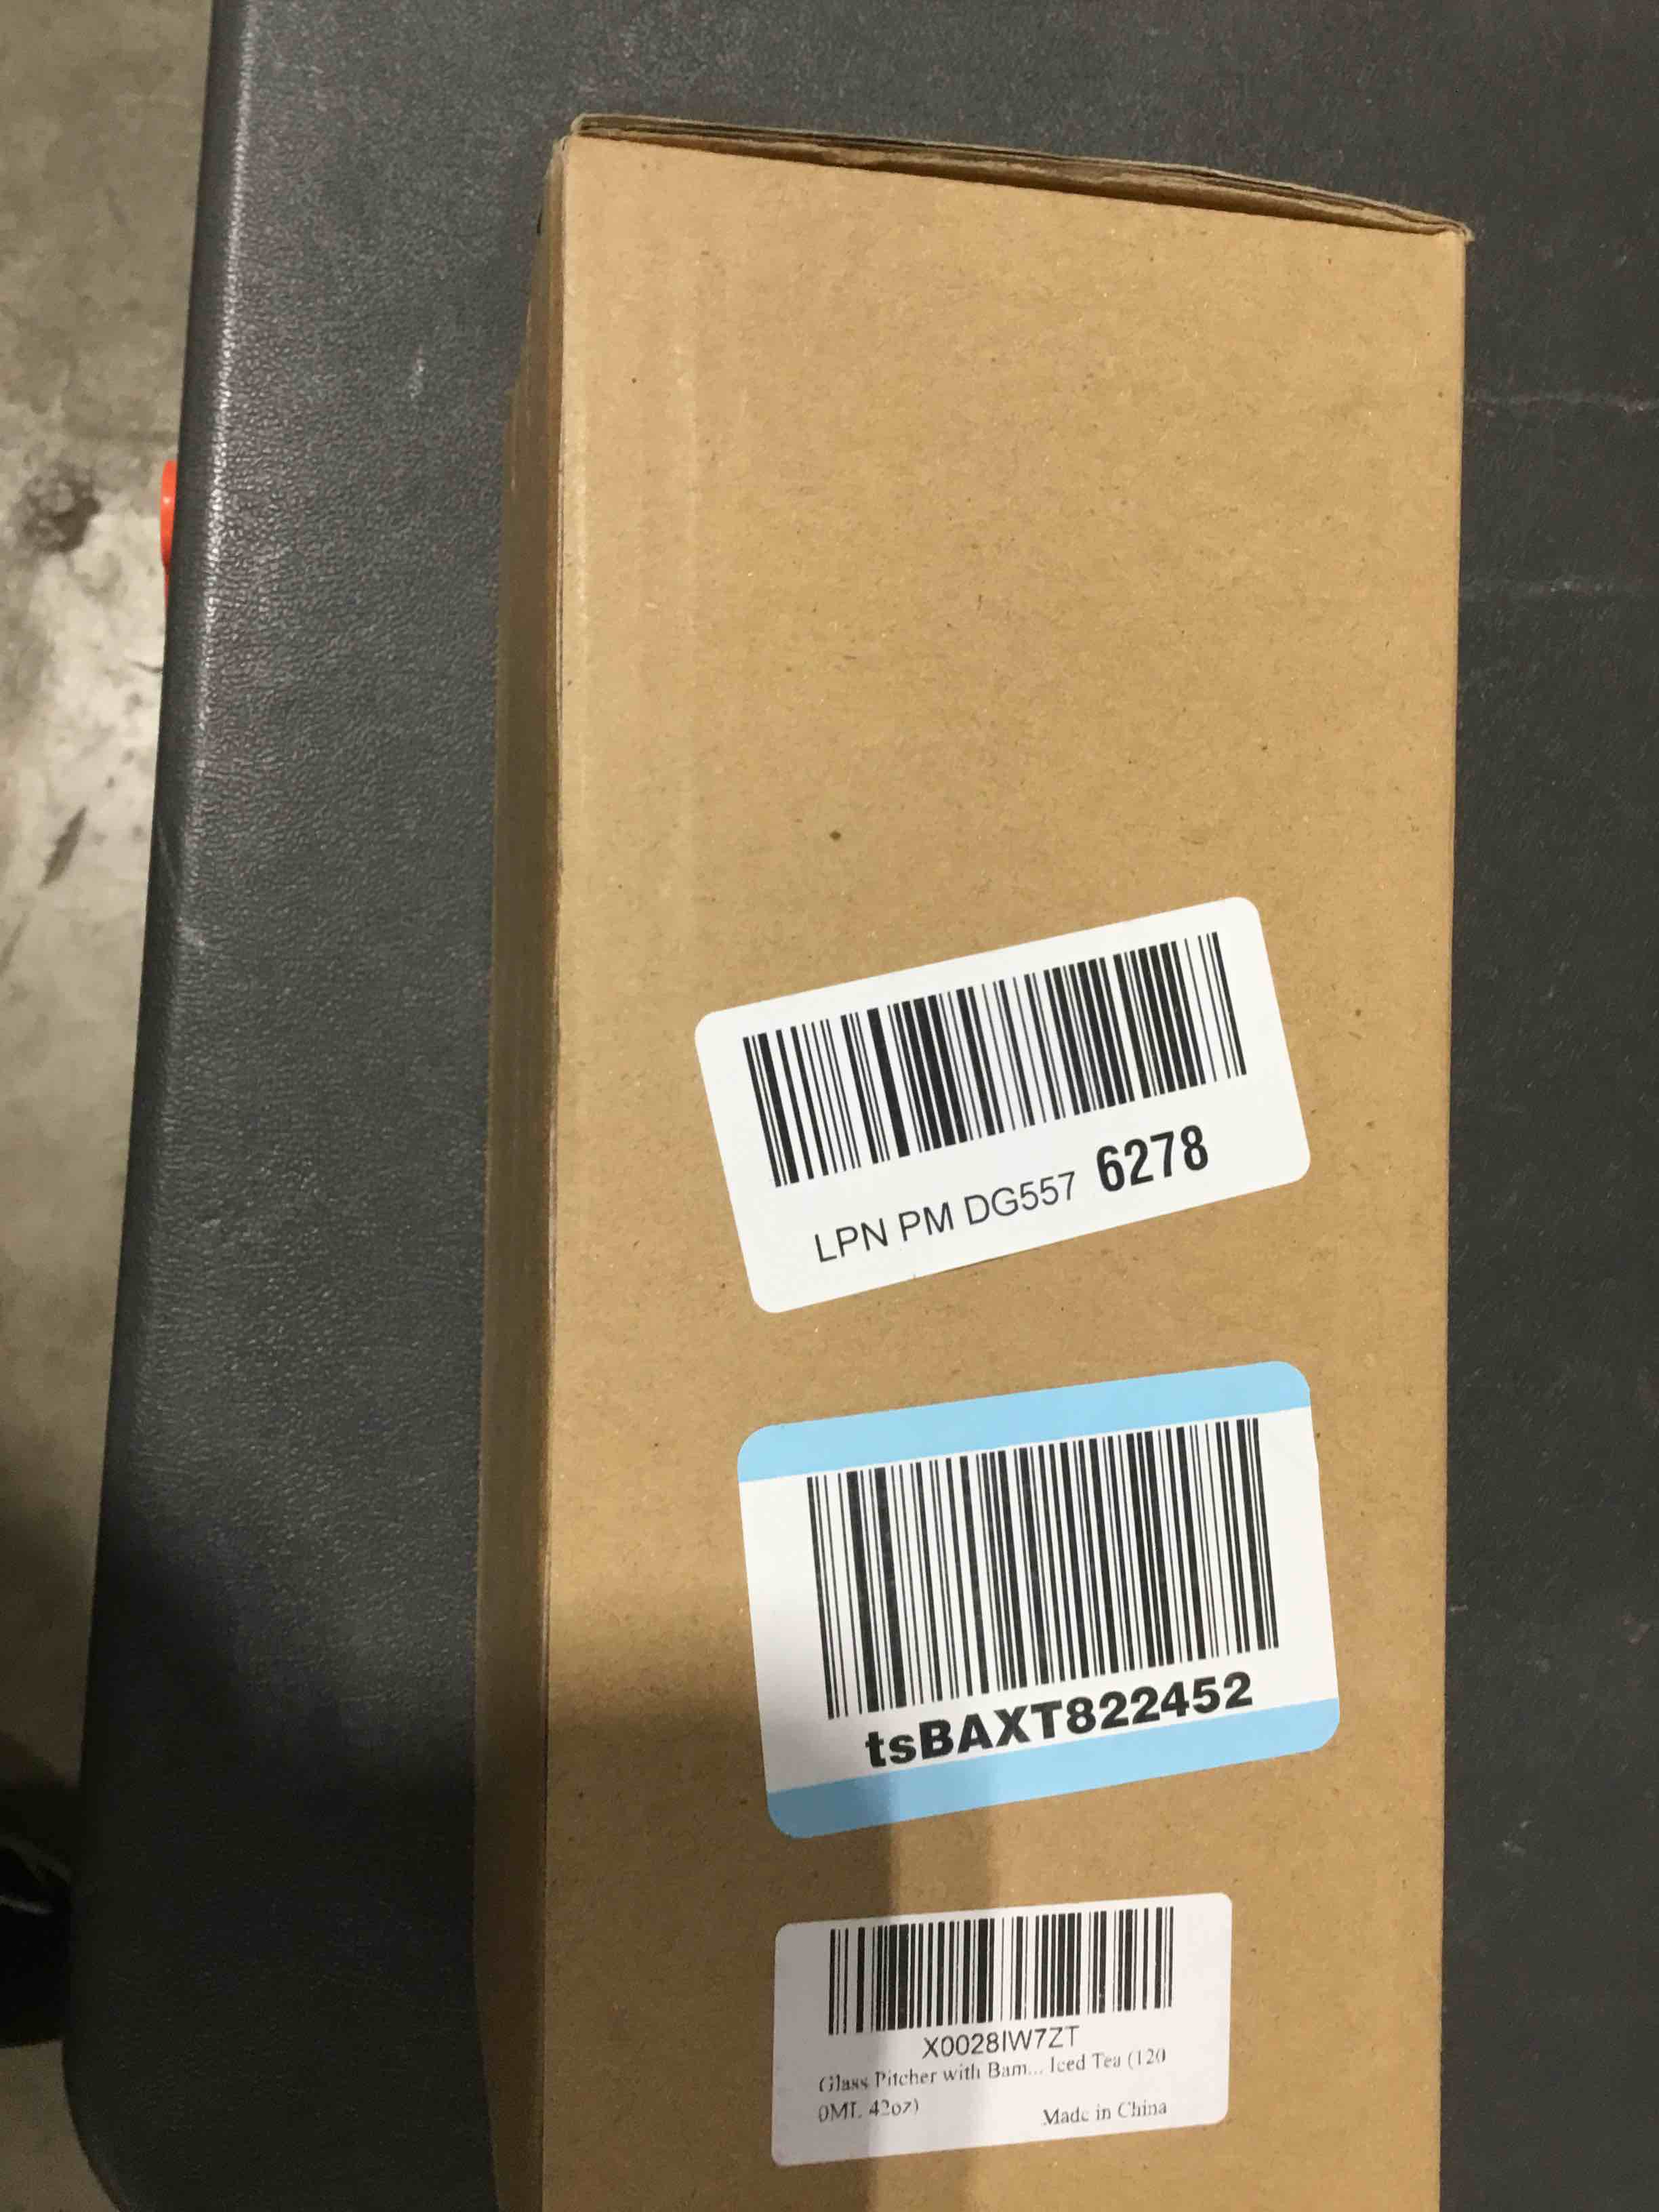 LPN PM DG557 6278
tsBAXT822452
X0028IW7ZT
Glass Pitcher with Bam... Iced Tea (120
0ML 42oz)
Made in China